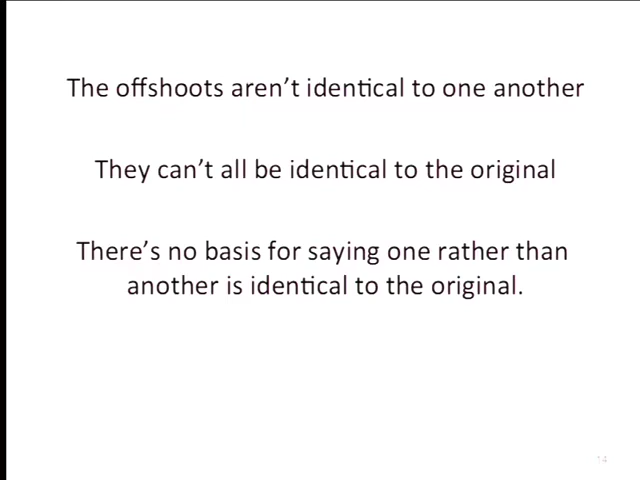 The offshoots aren’t identical to one another
They can’t all be identical to the original
There’s no basis for saying one rather than
another is identical to the original.
14